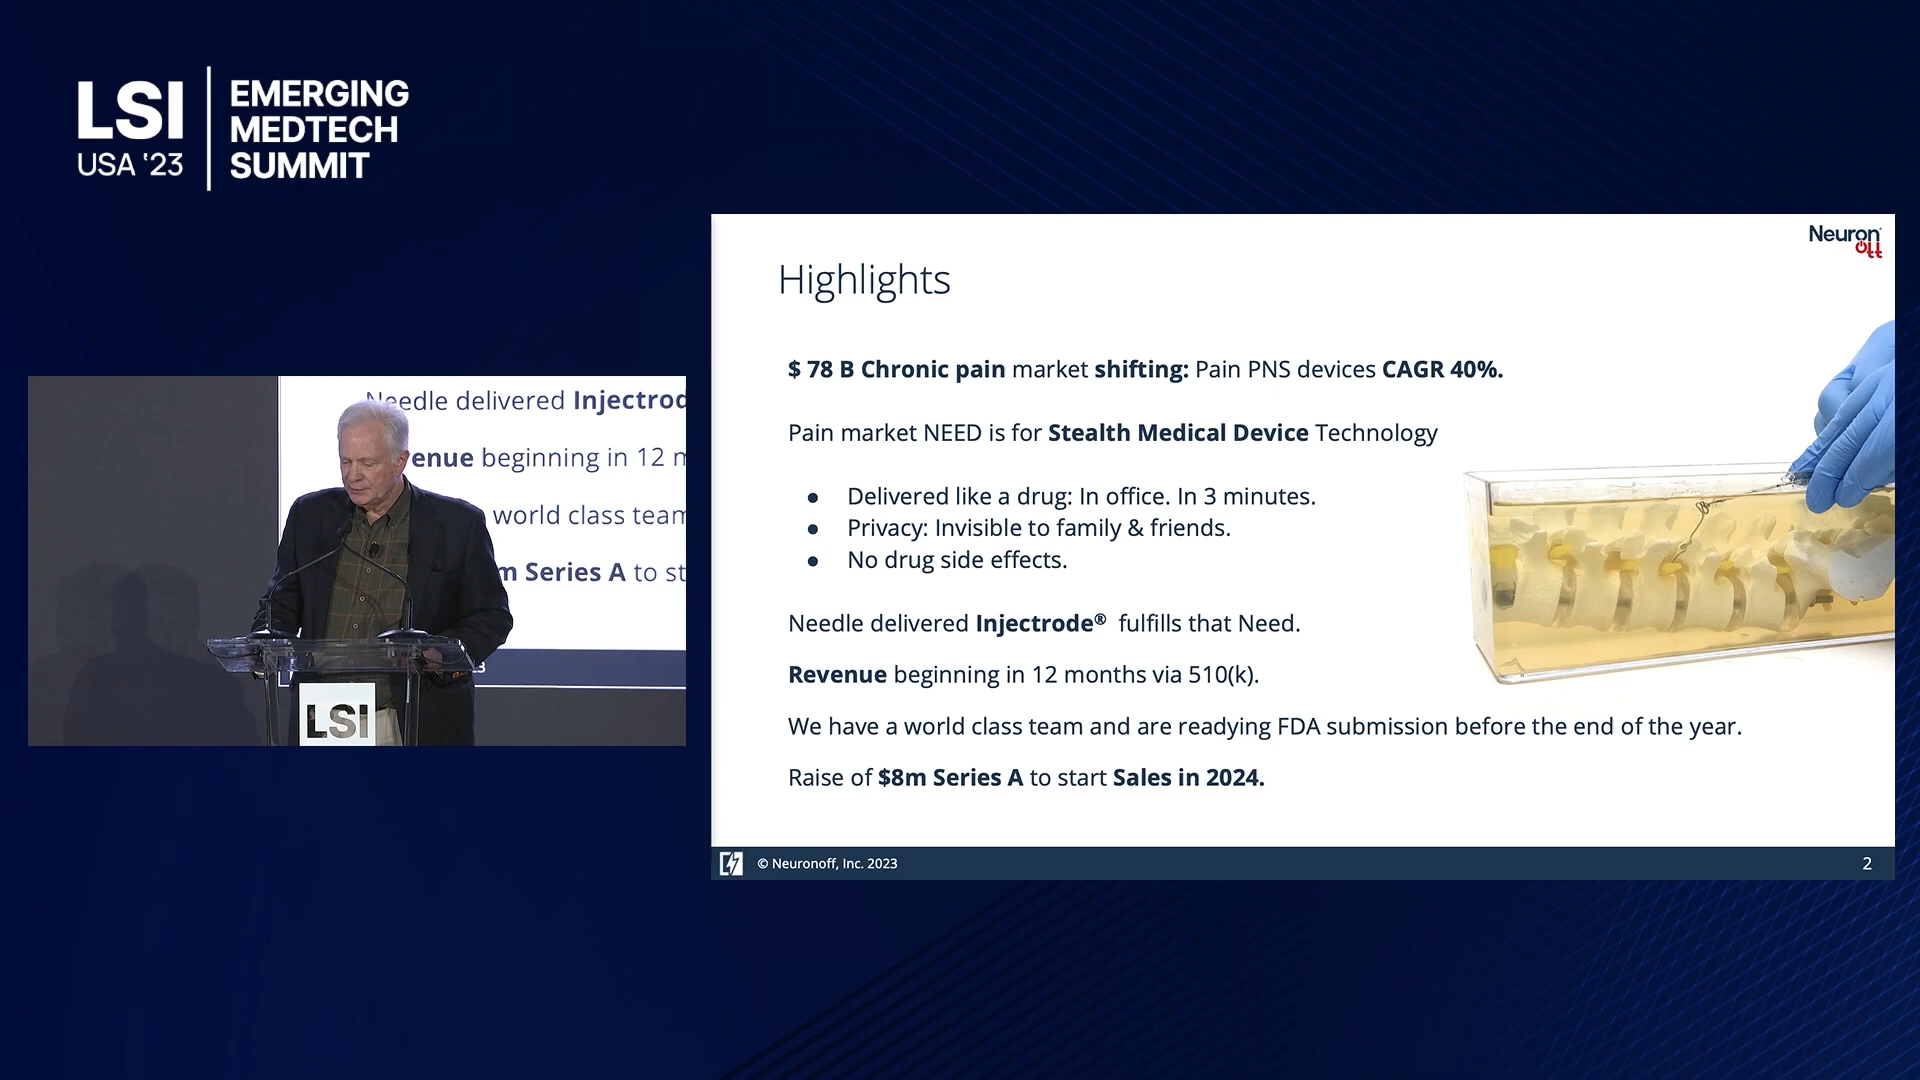 LSI
USA '23
EMERGING
MEDTECH
SUMMIT
Needle delivered Injectrod
enue beginning in 12 m
world class team
m Series A to st
3
LSI
Neuron
off
Highlights
$ 78 B Chronic pain market shifting: Pain PNS devices CAGR 40%.
Pain market NEED is for Stealth Medical Device Technology
● Delivered like a drug: In office. In 3 minutes.
● Privacy: Invisible to family & friends.
● No drug side effects.
Needle delivered Injectrode® fulfills that Need.
Revenue beginning in 12 months via 510(k).
We have a world class team and are readying FDA submission before the end of the year.
Raise of $8m Series A to start Sales in 2024.
© Neuronoff, Inc. 2023
2